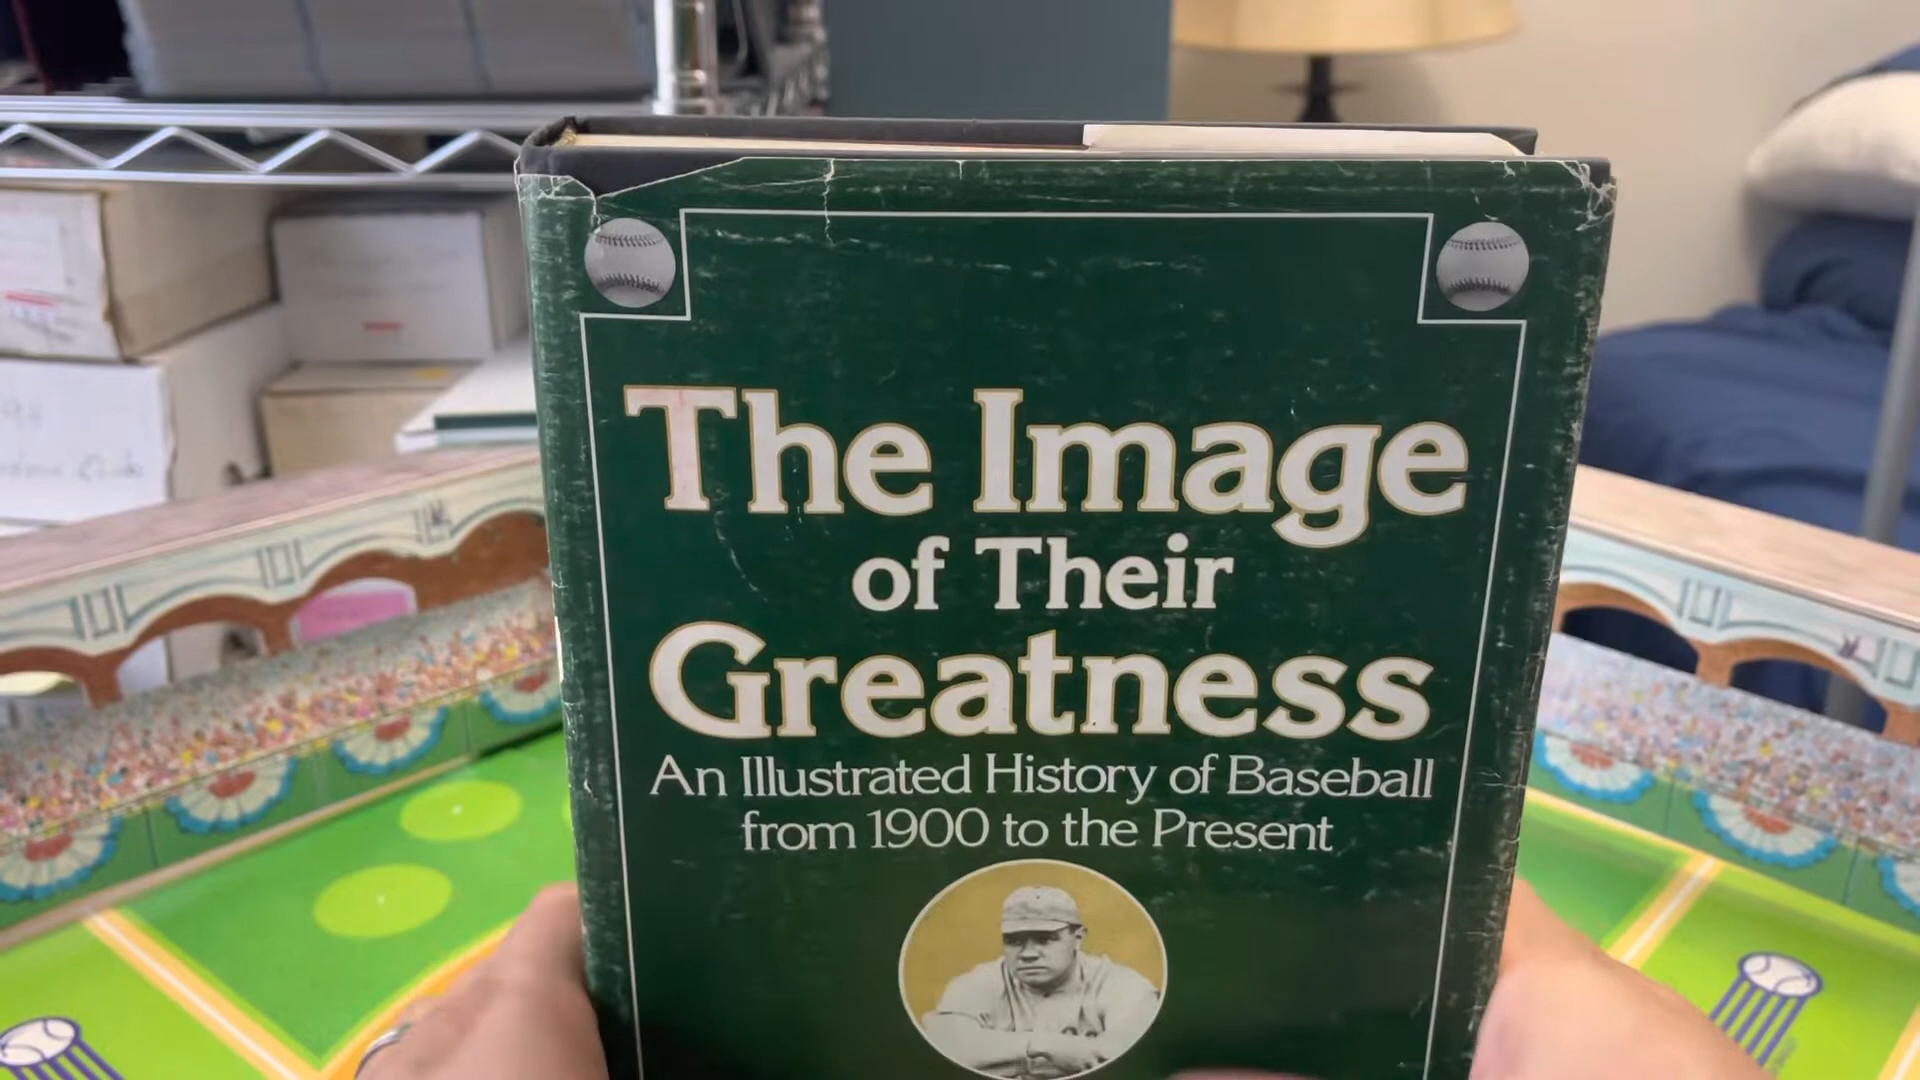 The Image
of Their
Greatness
An Illustrated History of Baseball
from 1900 to the Present